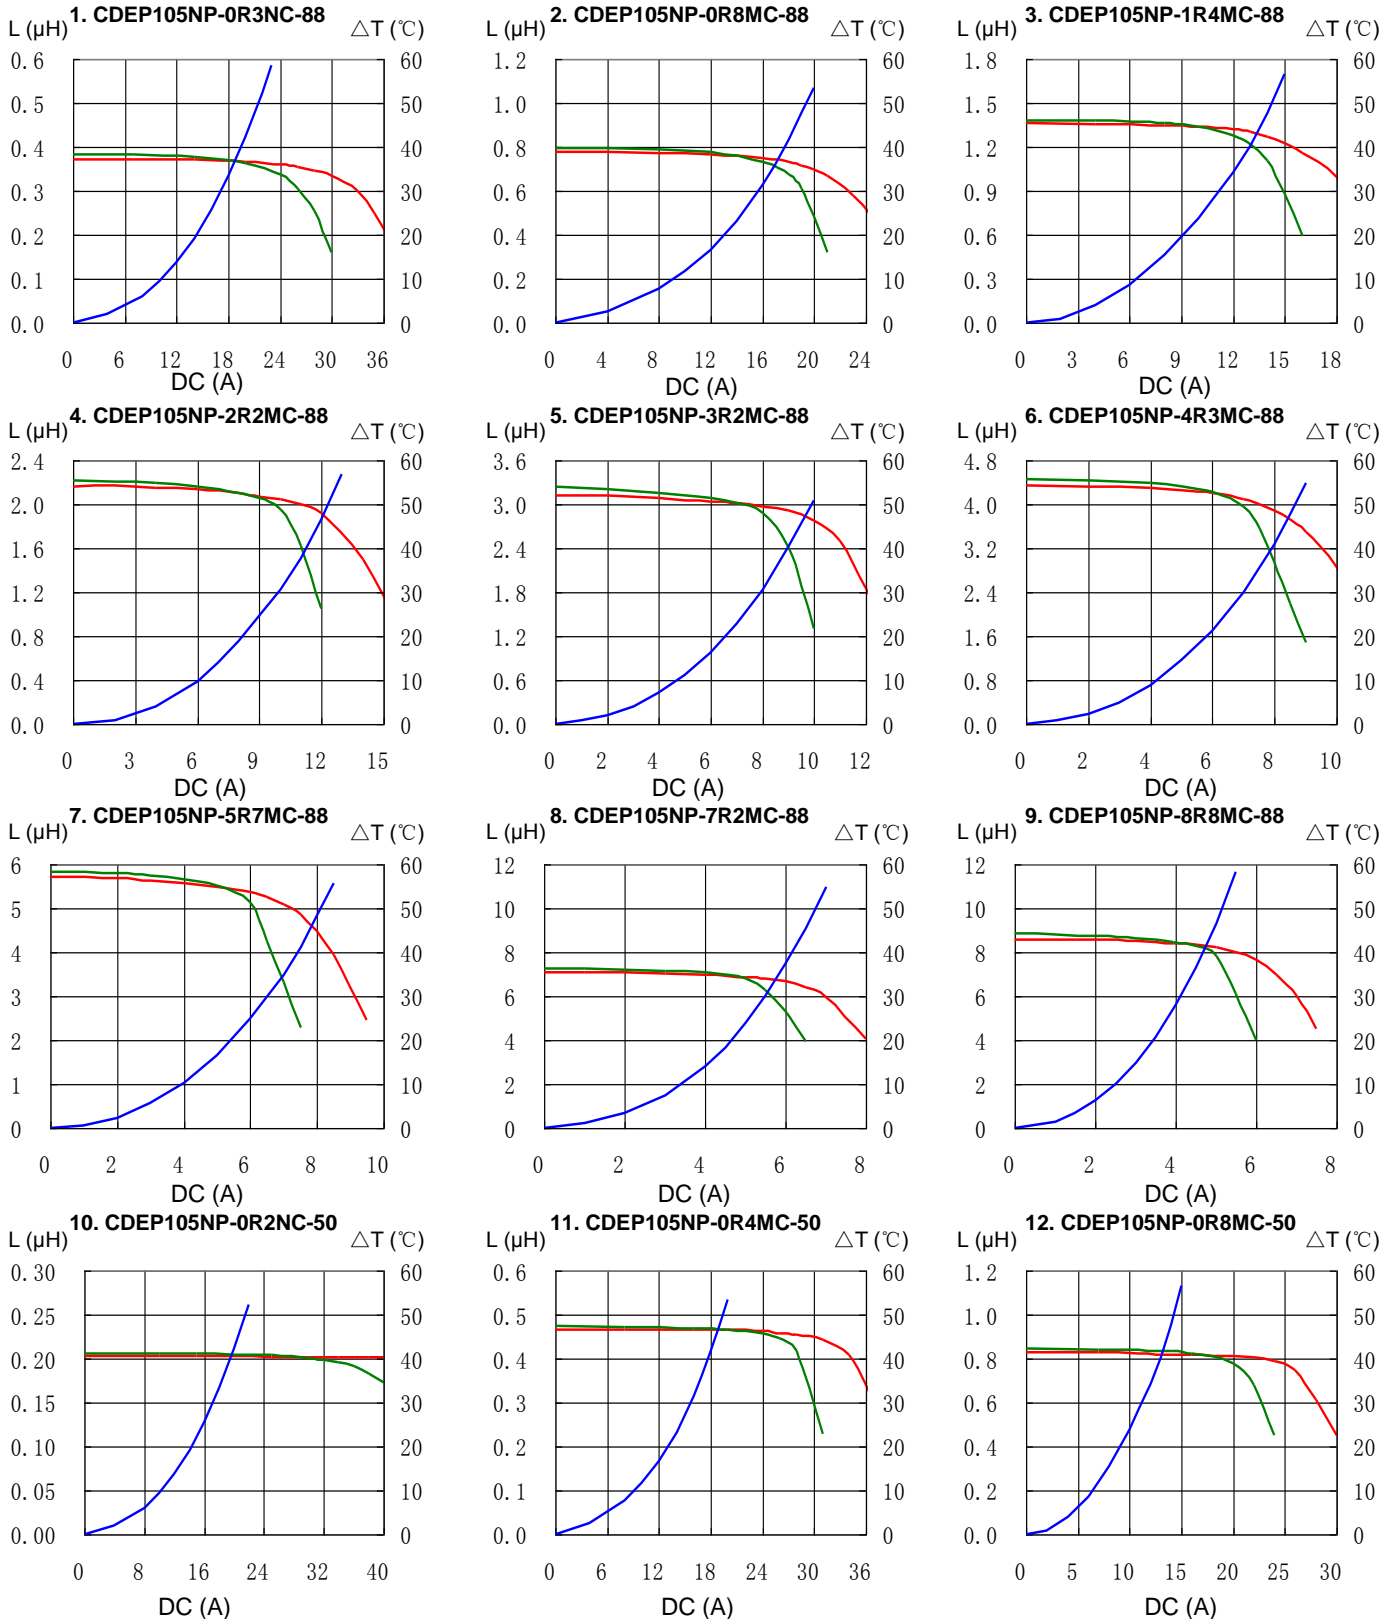 1. CDEP105NP-0R3NC-88
L (µH) △T (℃)
0.6 60
0.5 50
0.4 40
0.3 30
0.2 20
0.1 10
0.0 0
0 6 12 18 24 30 36
DC (A)
2. CDEP105NP-0R8MC-88
L (µH) △T (℃)
1.2 60
1.0 50
0.8 40
0.6 30
0.4 20
0.2 10
0.0 0
0 4 8 12 16 20 24
DC (A)
3. CDEP105NP-1R4MC-88
L (µH) △T (℃)
1.8 60
1.5 50
1.2 40
0.9 30
0.6 20
0.3 10
0.0 0
0 3 6 9 12 15 18
DC (A)
4. CDEP105NP-2R2MC-88
L (µH) △T (℃)
2.4 60
2.0 50
1.6 40
1.2 30
0.8 20
0.4 10
0.0 0
0 3 6 9 12 15
DC (A)
5. CDEP105NP-3R2MC-88
L (µH) △T (℃)
3.6 60
3.0 50
2.4 40
1.8 30
1.2 20
0.6 10
0.0 0
0 2 4 6 8 10 12
DC (A)
6. CDEP105NP-4R3MC-88
L (µH) △T (℃)
4.8 60
4.0 50
3.2 40
2.4 30
1.6 20
0.8 10
0.0 0
0 2 4 6 8 10
DC (A)
7. CDEP105NP-5R7MC-88
L (µH) △T (℃)
6 60
5 50
4 40
3 30
2 20
1 10
0 0
0 2 4 6 8 10
DC (A)
8. CDEP105NP-7R2MC-88
L (µH) △T (℃)
12 60
10 50
8 40
6 30
4 20
2 10
0 0
0 2 4 6 8
DC (A)
9. CDEP105NP-8R8MC-88
L (µH) △T (℃)
12 60
10 50
8 40
6 30
4 20
2 10
0 0
0 2 4 6 8
DC (A)
10. CDEP105NP-0R2NC-50
L (µH) △T (℃)
0.30 60
0.25 50
0.20 40
0.15 30
0.10 20
0.05 10
0.00 0
0 8 16 24 32 40
DC (A)
11. CDEP105NP-0R4MC-50
L (µH) △T (℃)
0.6 60
0.5 50
0.4 40
0.3 30
0.2 20
0.1 10
0.0 0
0 6 12 18 24 30 36
DC (A)
12. CDEP105NP-0R8MC-50
L (µH) △T (℃)
1.2 60
1.0 50
0.8 40
0.6 30
0.4 20
0.2 10
0.0 0
0 5 10 15 20 25 30
DC (A)